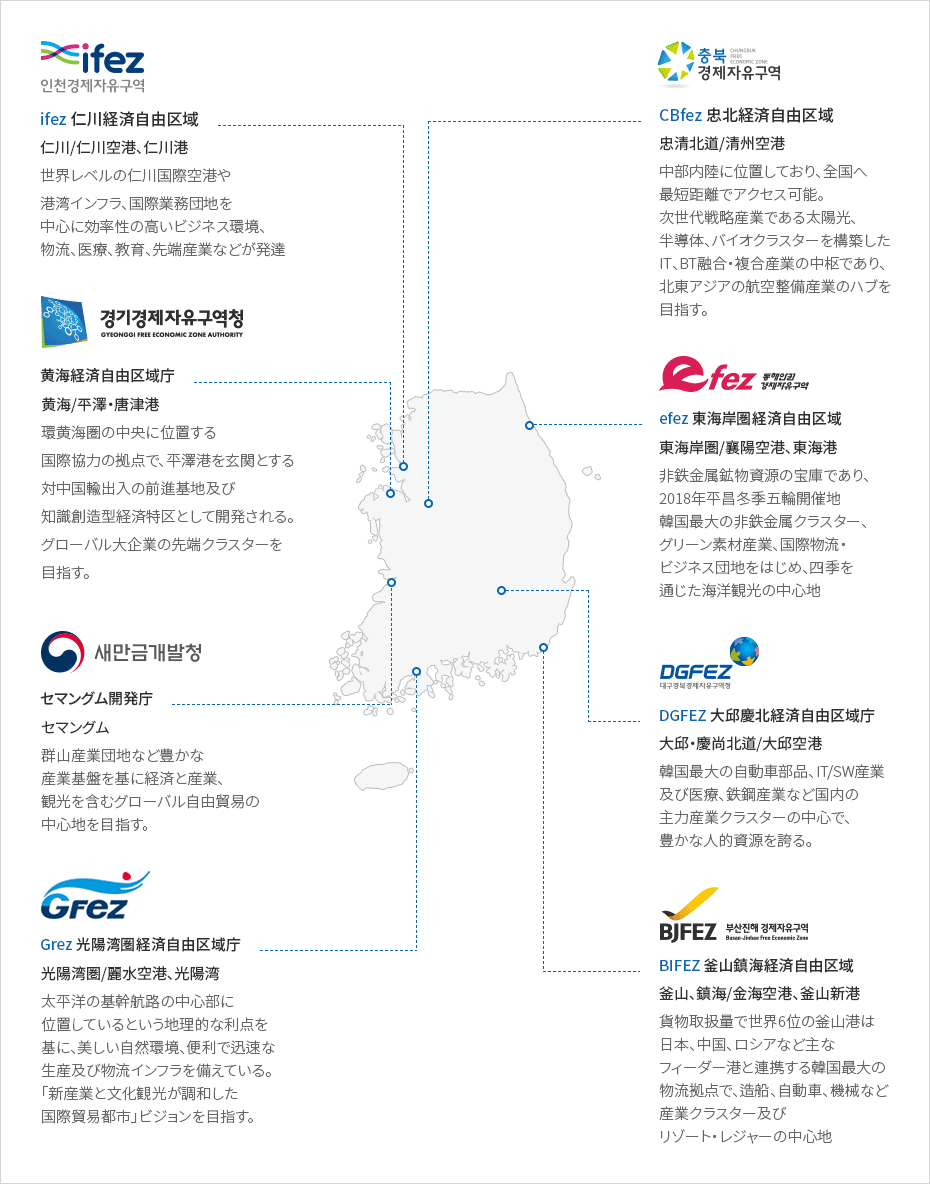 ifez
인천경제자유구역
ifez 仁川経済自由区域
仁川/仁川空港、仁川港
世界レベルの仁川国際空港や
港湾インフラ、国際業務団地を
中心に効率性の高いビジネス環境、
物流、医療、教育、先端産業などが発達
경기경제자유구역청
GYEONGGI FREE ECONOMIC ZONE AUTHORITY
黄海経済自由区域庁
黄海/平澤・唐津港
環黄海圏の中央に位置する
国際協力の拠点で、平澤港を玄関とする
対中国輸出入の前進基地及び
知識創造型経済特区として開発される。
グローバル大企業の先端クラスターを
目指す。
새만금개발청
セマングム開発庁
セマングム
群山産業団地など豊かな
産業基盤を基に経済と産業、
観光を含むグローバル自由貿易の
中心地を目指す。
GFEZ
Grez 光陽湾圏経済自由区域庁
光陽湾圏/麗水空港、光陽湾
太平洋の基幹航路の中心部に
位置しているという地理的な利点を
基に、美しい自然環境、便利で迅速な
生産及び物流インフラを備えている。
「新産業と文化観光が調和した
国際貿易都市」ビジョンを目指す。
충북
CHUNGBUK
FREE
ECONOMIC ZONE
경제자유구역
CBfez 忠北経済自由区域
忠清北道/清州空港
中部内陸に位置しており、全国へ
最短距離でアクセス可能。
次世代戦略産業である太陽光、
半導体、バイオクラスターを構築した
IT、BT融合・複合産業の中枢であり、
北東アジアの航空整備産業のハブを
目指す。
efez
동해안권
경제자유구역
efez 東海岸圏経済自由区域
東海岸圏/襄陽空港、東海港
非鉄金属鉱物資源の宝庫であり、
2018年平昌冬季五輪開催地
韓国最大の非鉄金属クラスター、
グリーン素材産業、国際物流・
ビジネス団地をはじめ、四季を
通じた海洋観光の中心地
DGFEZ
대구경북경제자유구역청
DGFEZ 大邱慶北経済自由区域庁
大邱・慶尚北道/大邱空港
韓国最大の自動車部品、IT/SW産業
及び医療、鉄鋼産業など国内の
主力産業クラスターの中心で、
豊かな人的資源を誇る。
BJFEZ
부산진해 경제자유구역
Busan-Jinhae Free Economic Zone
BIFEZ 釜山鎮海経済自由区域
釜山、鎮海/金海空港、釜山新港
貨物取扱量で世界6位の釜山港は
日本、中国、ロシアなど主な
フィーダー港と連携する韓国最大の
物流拠点で、造船、自動車、機械など
産業クラスター及び
リゾート・レジャーの中心地